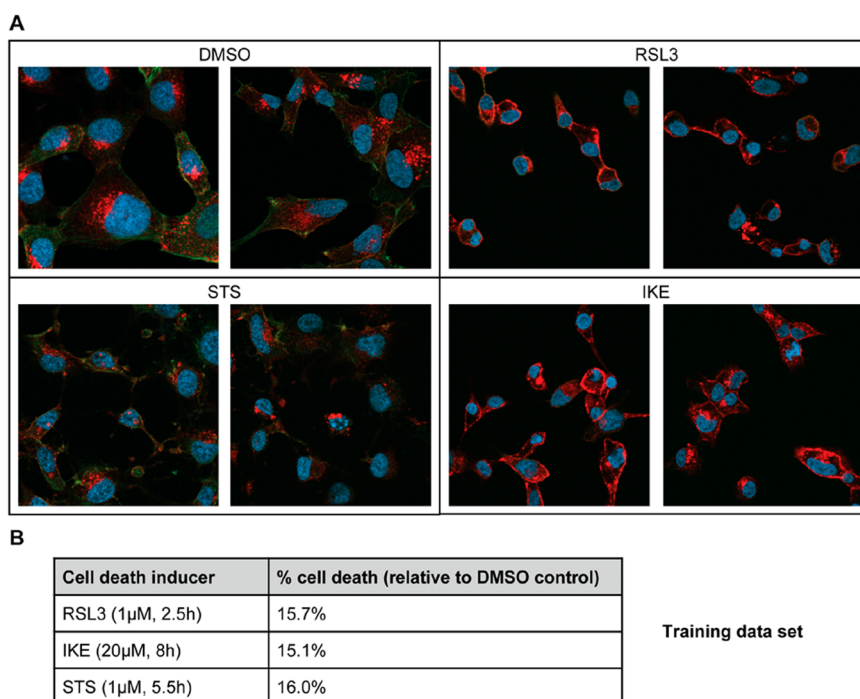 A
DMSO
RSL3
STS
IKE
B
Cell death inducer % cell death (relative to DMSO control)
RSL3 (1µM, 2.5h) 15.7%
IKE (20µM, 8h) 15.1%
STS (1µM, 5.5h) 16.0%
Training data set